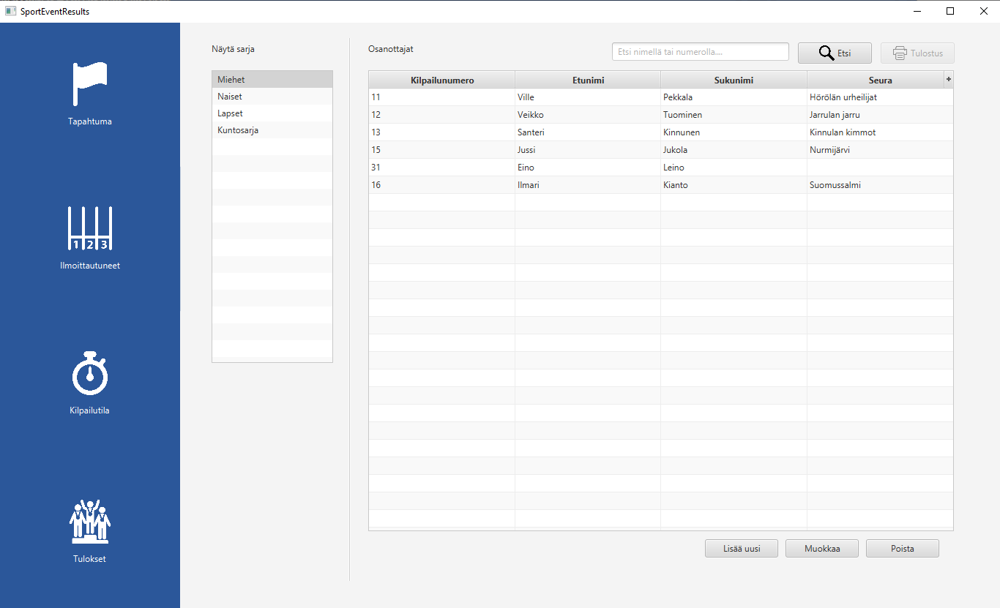 SportEventResults
Tapahtuma
1 2 3
Ilmoittautuneet
Kilpailutila
Tulokset
Näytä sarja
Miehet
Naiset
Lapset
Kuntosarja
Osanottajat
Etsi nimellä tai numerolla....
Etsi
Tulostus
Kilpailunumero Etunimi Sukunimi Seura +
11 Ville Pekkala Hörölän urheilijat
12 Veikko Tuominen Jarrulan jarru
13 Santeri Kinnunen Kinnulan kimmot
15 Jussi Jukola Nurmijärvi
31 Eino Leino
16 Ilmari Kianto Suomussalmi
Lisää uusi
Muokkaa
Poista